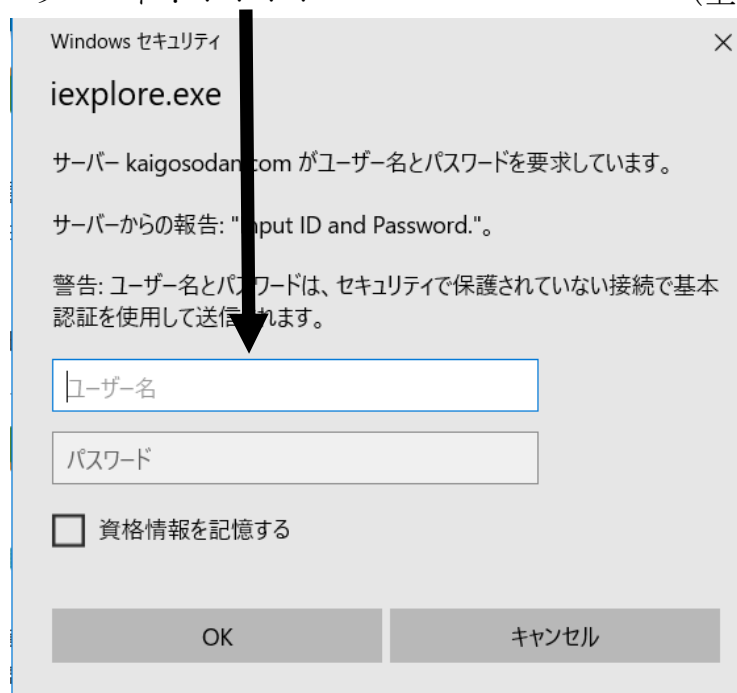 Windows セキュリティ
iexplore.exe
サーバー kaigosodan.com がユーザー名とパスワードを要求しています。
サーバーからの報告: "Input ID and Password."。
警告: ユーザー名とパスワードは、セキュリティで保護されていない接続で基本
認証を使用して送信されます。
ユーザー名
パスワード
資格情報を記憶する
OK キャンセル